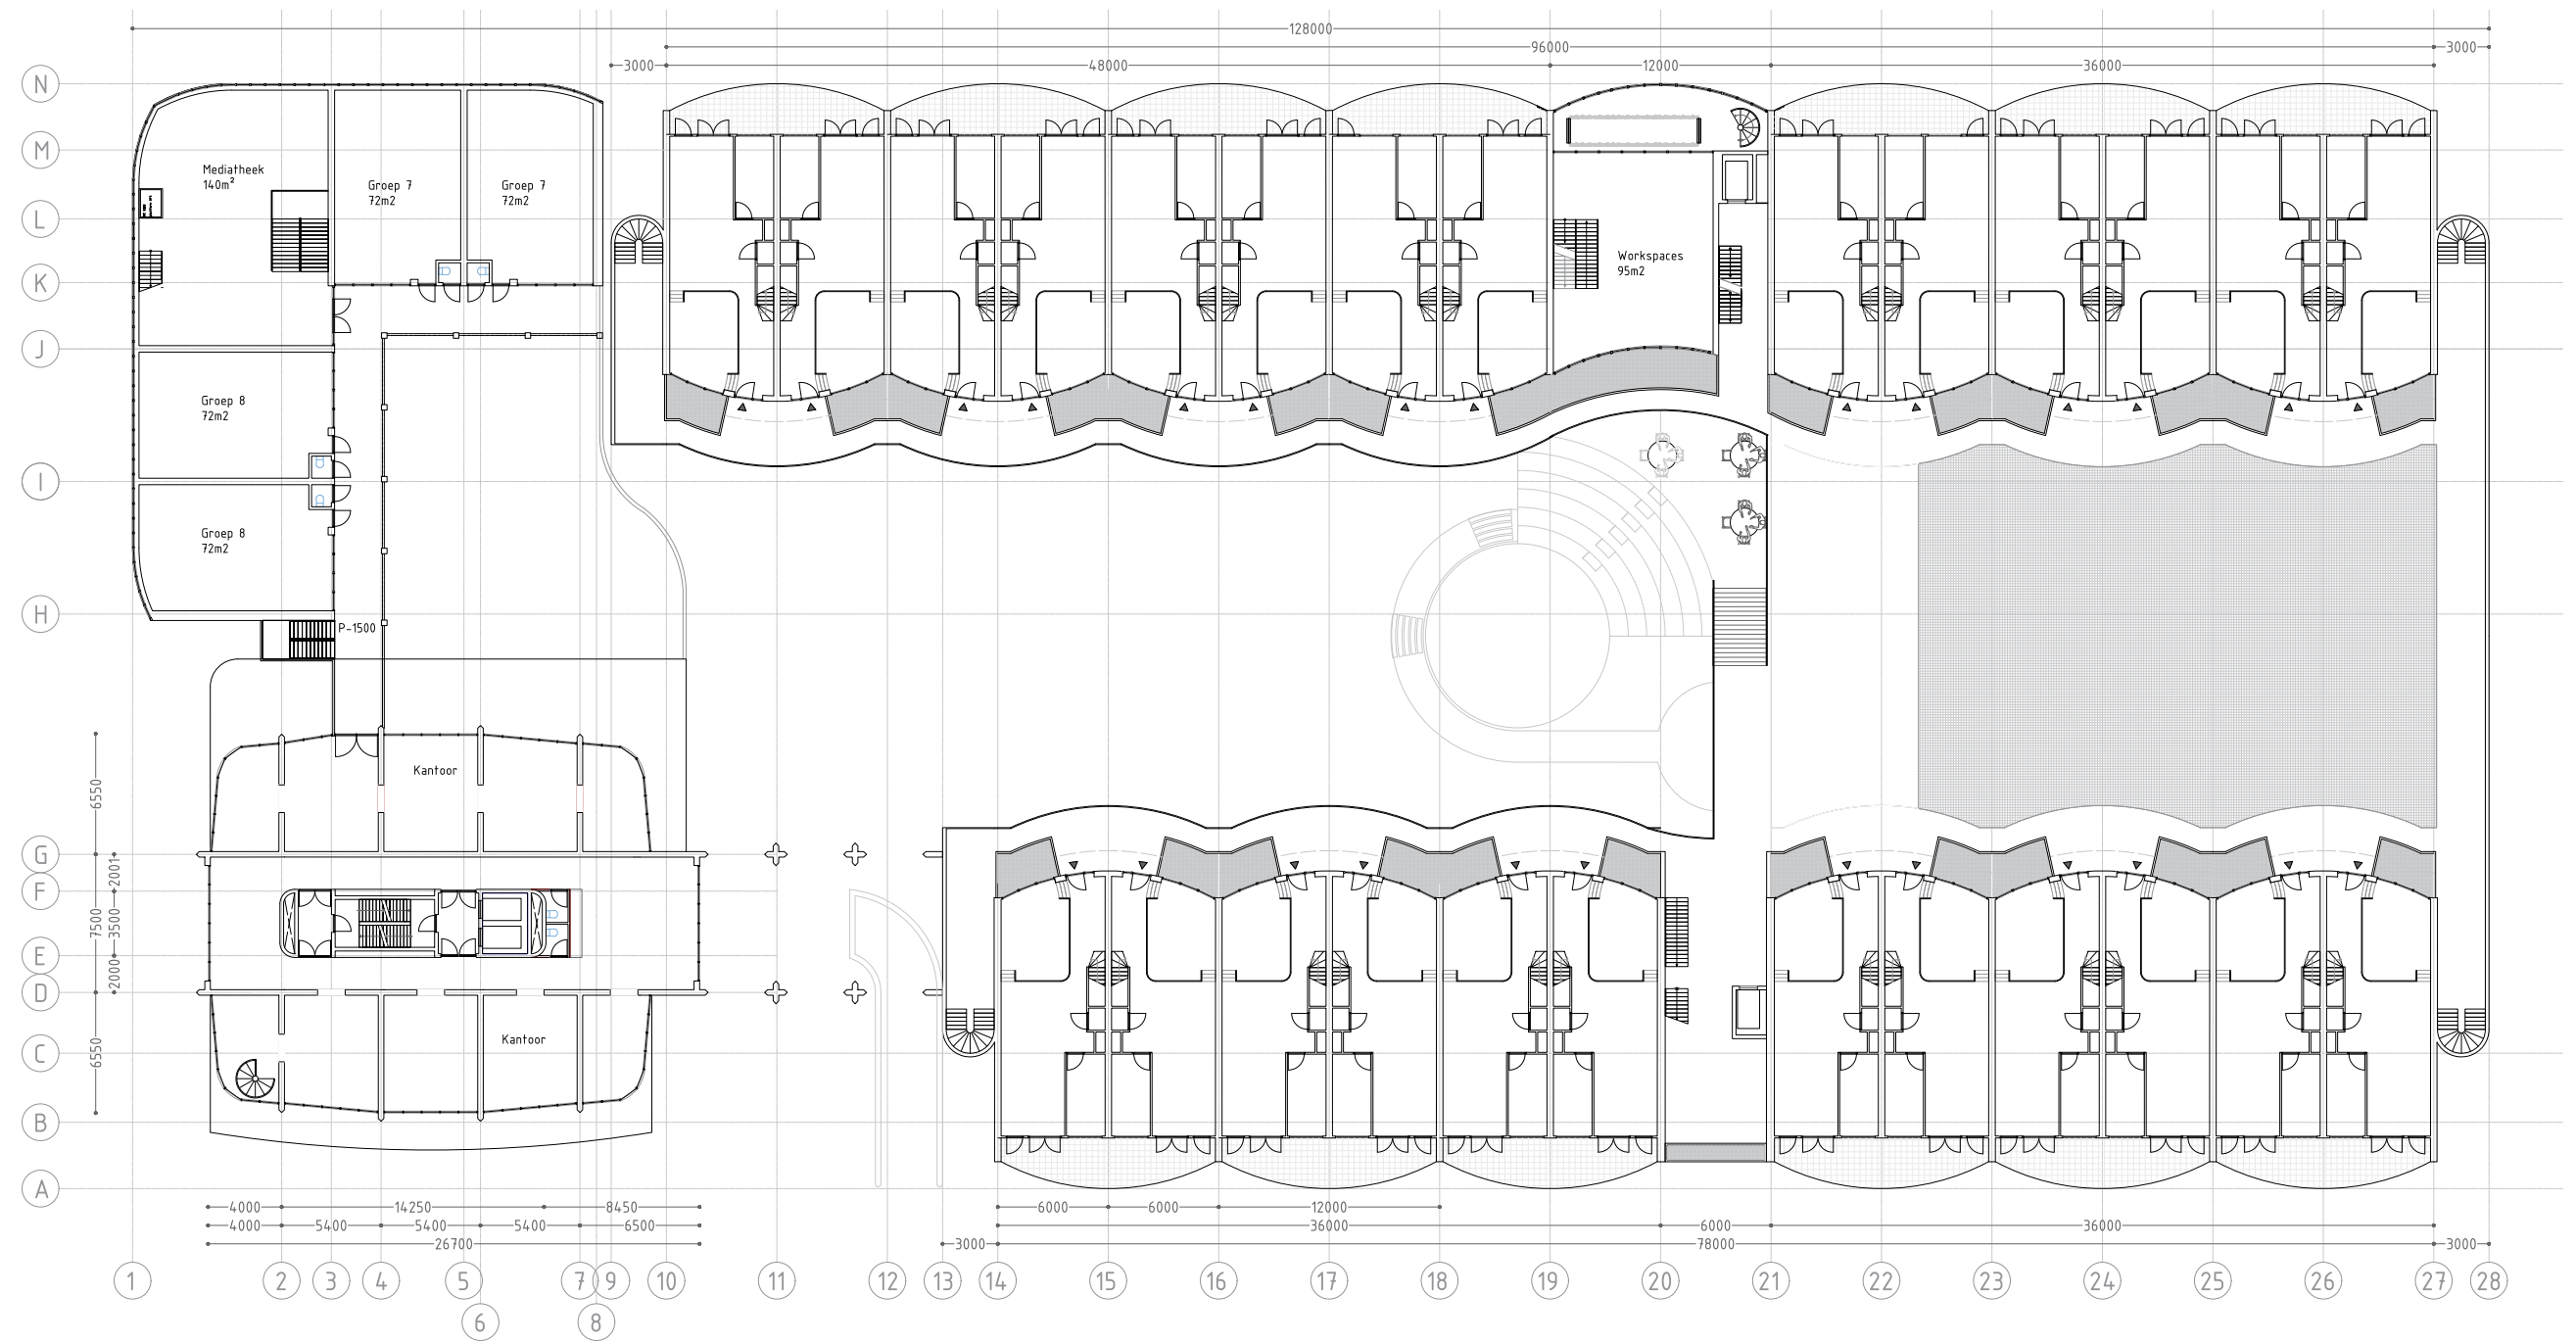 128000
96000
3000
3000
48000
12000
36000
N
M
L
K
J
I
H
G
F
E
D
C
B
A
Mediatheek
140m²
Groep 7
72m2
Groep 7
72m2
Workspaces
95m2
Groep 8
72m2
Groep 8
72m2
P-1500
Kantoor
Kantoor
6550
7500
6550
2001
3500
2000
4000
14250
8450
6000
6000
12000
4000
5400
5400
5400
6500
36000
6000
36000
26700
3000
78000
3000
1
2
3
4
5
7
9
10
11
12
13
14
15
16
17
18
19
20
21
22
23
24
25
26
27
28
6
8